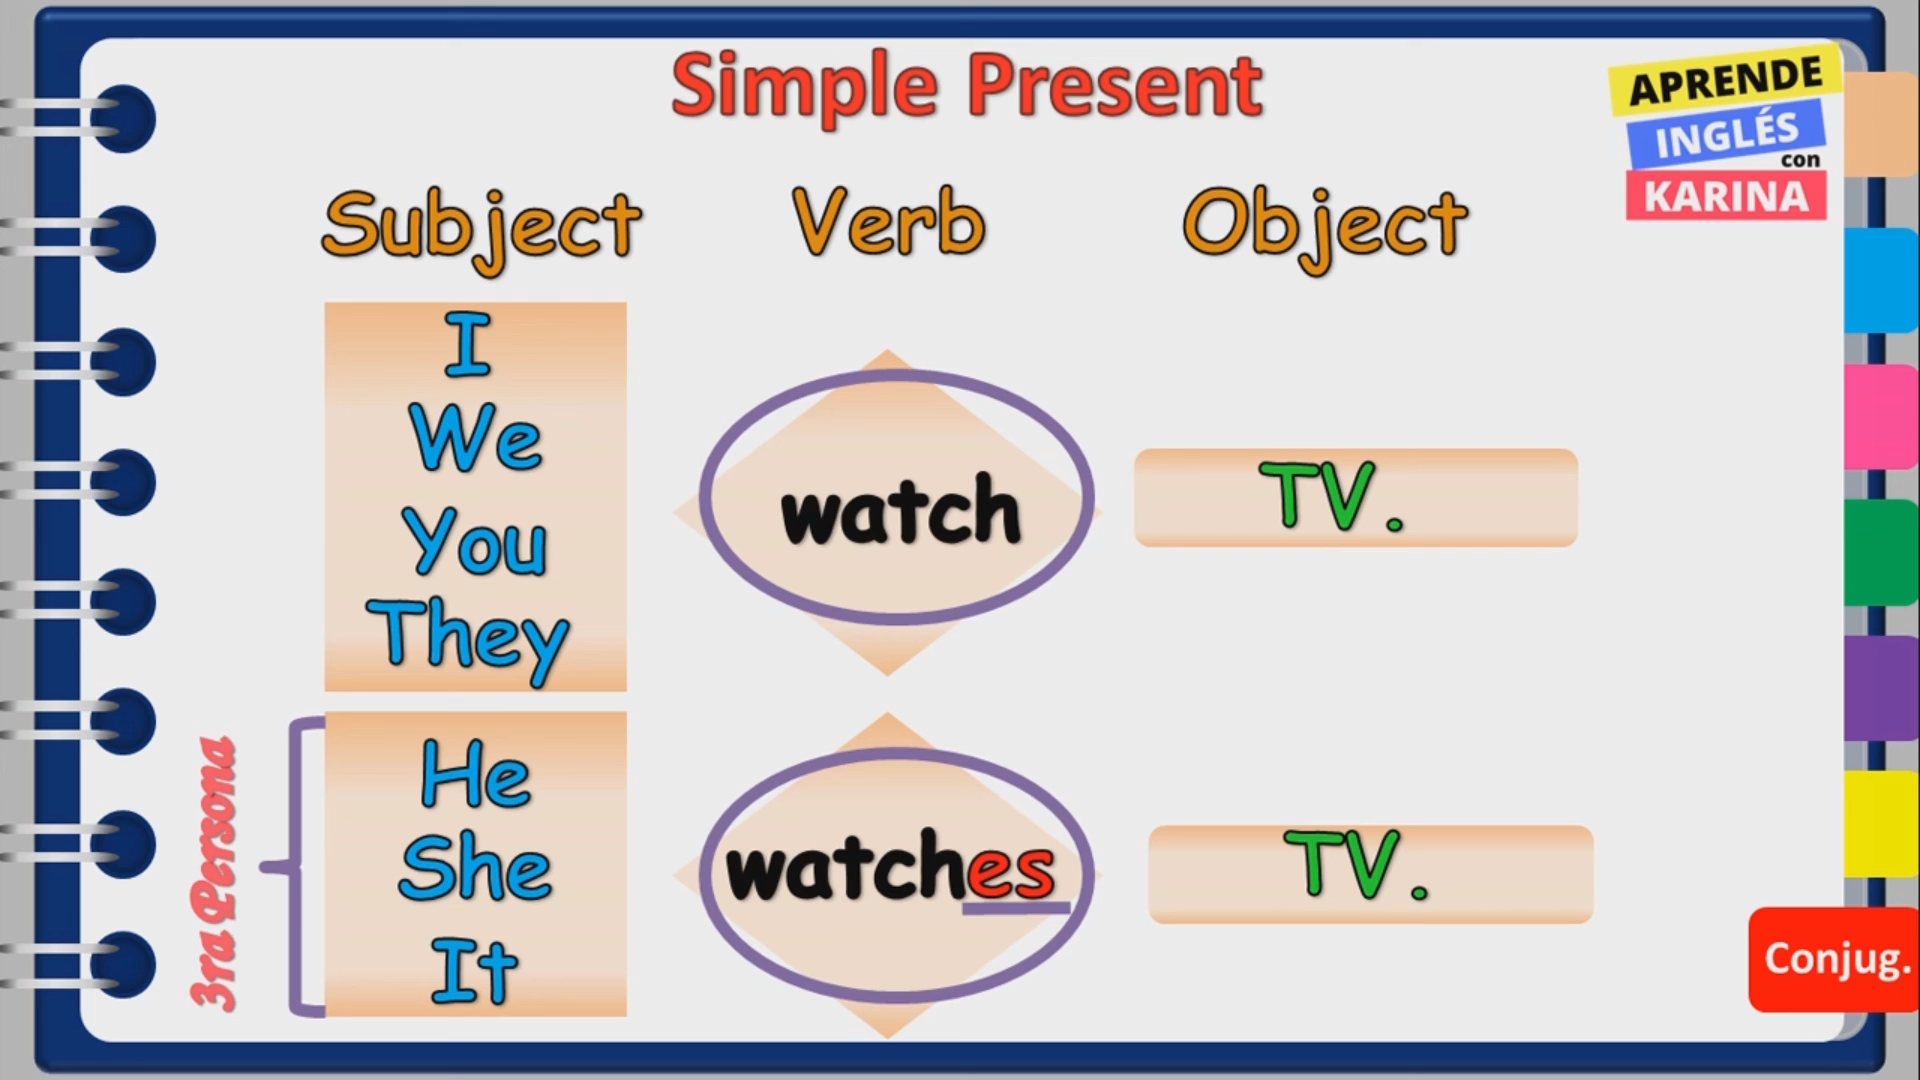 Simple Present
APRENDE
INGLÉS
con
KARINA
Subject Verb Object
I
We
You
They
watch
TV.
3ra Persona
He
She
It
watches
TV.
Conjug.